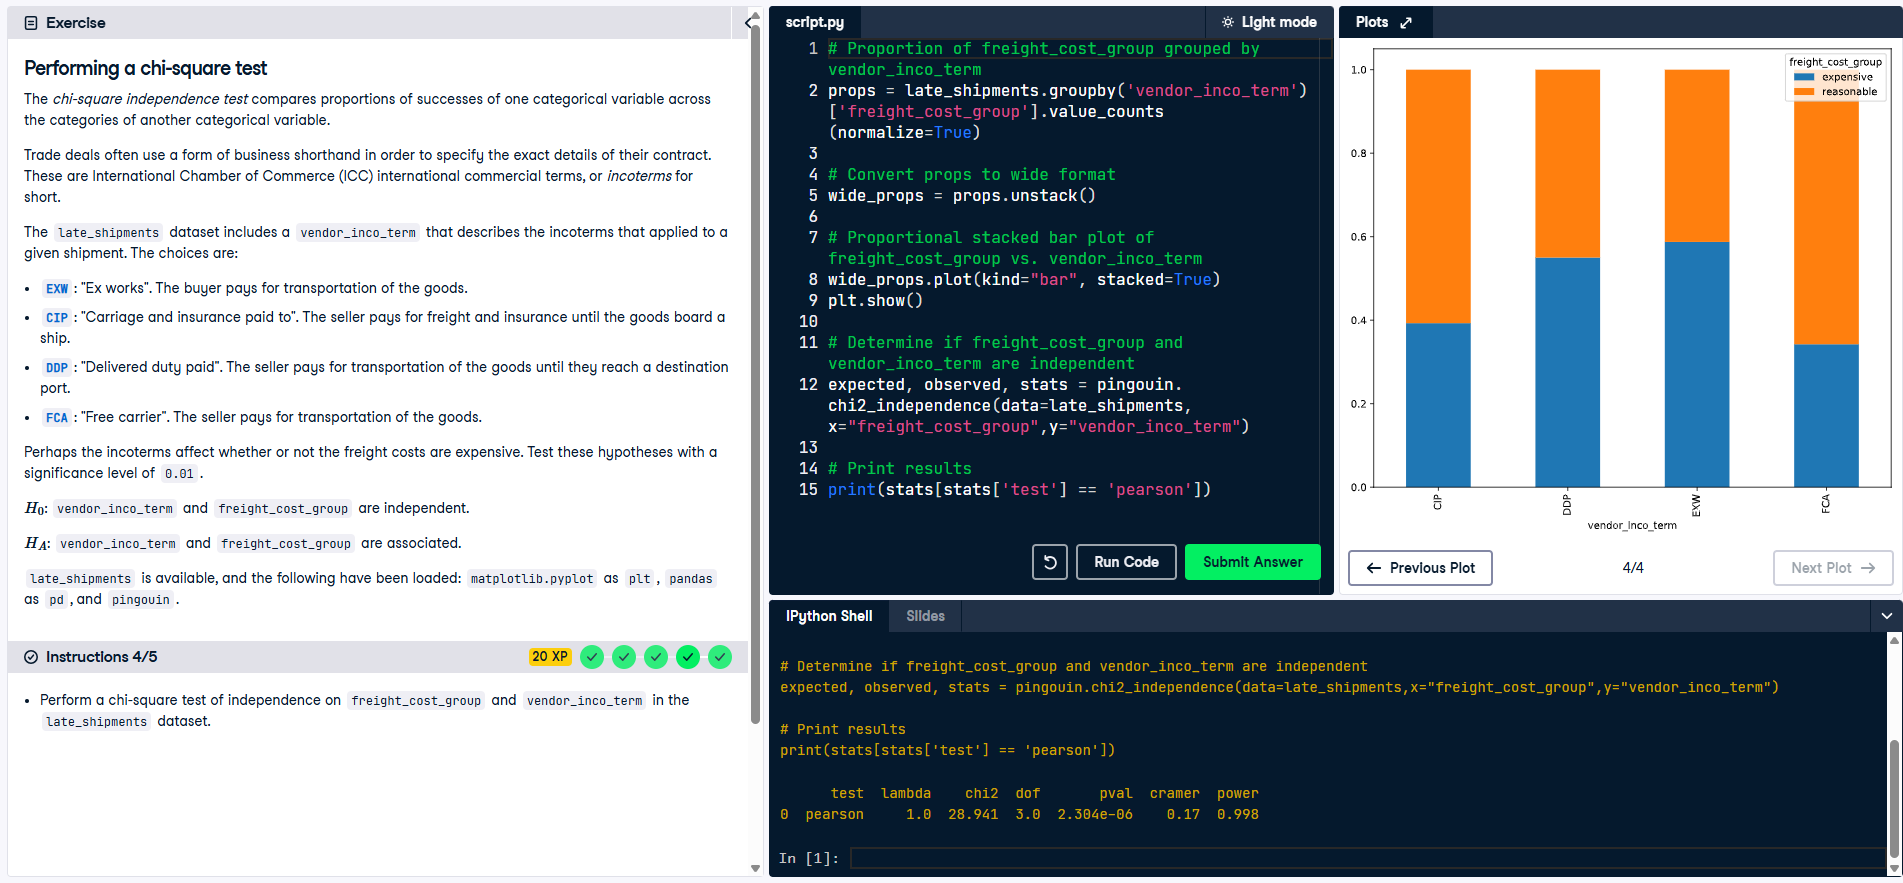 Exercise
Performing a chi-square test
The chi-square independence test compares proportions of successes of one categorical variable across
the categories of another categorical variable.
Trade deals often use a form of business shorthand in order to specify the exact details of their contract.
These are International Chamber of Commerce (ICC) international commercial terms, or incoterms for
short.
The late_shipments dataset includes a vendor_inco_term that describes the incoterms that applied to a
given shipment. The choices are:
• EXW: "Ex works". The buyer pays for transportation of the goods.
• CIP: "Carriage and insurance paid to". The seller pays for freight and insurance until the goods board a
ship.
• DDP: "Delivered duty paid". The seller pays for transportation of the goods until they reach a destination
port.
• FCA: "Free carrier". The seller pays for transportation of the goods.
Perhaps the incoterms affect whether or not the freight costs are expensive. Test these hypotheses with a
significance level of 0.01.
H0: vendor_inco_term and freight_cost_group are independent.
HA: vendor_inco_term and freight_cost_group are associated.
late_shipments is available, and the following have been loaded: matplotlib.pyplot as plt, pandas
as pd, and pingouin.
Instructions 4/5
20 XP
• Perform a chi-square test of independence on freight_cost_group and vendor_inco_term in the
late_shipments dataset.
script.py
Light mode
1 # Proportion of freight_cost_group grouped by
vendor_inco_term
2 props = late_shipments.groupby('vendor_inco_term')
['freight_cost_group'].value_counts
(normalize=True)
3
4 # Convert props to wide format
5 wide_props = props.unstack()
6
7 # Proportional stacked bar plot of
freight_cost_group vs. vendor_inco_term
8 wide_props.plot(kind="bar", stacked=True)
9 plt.show()
10
11 # Determine if freight_cost_group and
vendor_inco_term are independent
12 expected, observed, stats = pingouin.
chi2_independence(data=late_shipments,
x="freight_cost_group",y="vendor_inco_term")
13
14 # Print results
15 print(stats[stats['test'] == 'pearson'])
Run Code
Submit Answer
Plots
freight_cost_group
expensive
reasonable
1.0
0.8
0.6
0.4
0.2
0.0
CIP
DDP
EXW
FCA
vendor_inco_term
Previous Plot
4/4
Next Plot
IPython Shell
Slides
# Determine if freight_cost_group and vendor_inco_term are independent
expected, observed, stats = pingouin.chi2_independence(data=late_shipments,x="freight_cost_group",y="vendor_inco_term")
# Print results
print(stats[stats['test'] == 'pearson'])
test lambda chi2 dof pval cramer power
0 pearson 1.0 28.941 3.0 2.304e-06 0.17 0.998
In [1]: